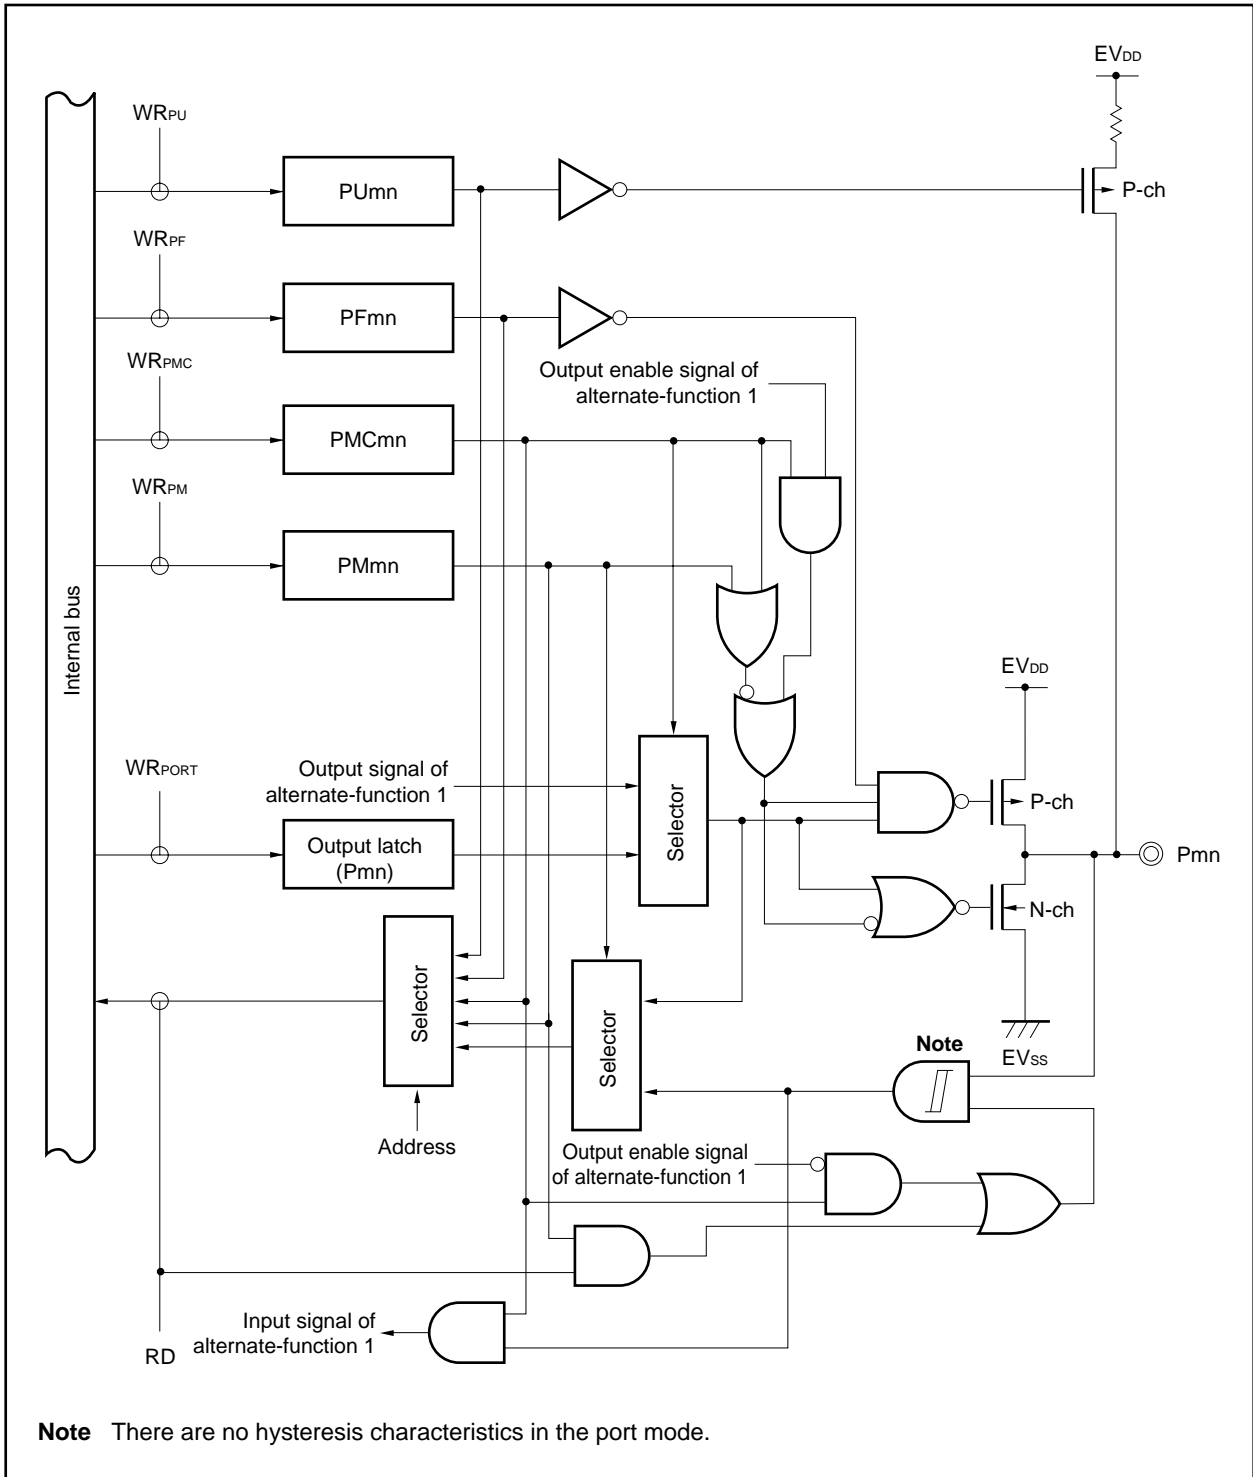 EVDD
WRPU
PUmn
P-ch
WRPF
PFmn
WRPMC
Output enable signal of
alternate-function 1
PMCmn
WRPM
PMmn
Internal bus
EVDD
WRPORT
Output signal of
alternate-function 1
Selector
P-ch
Output latch
(Pmn)
Pmn
N-ch
Selector
Selector
Note
EVSS
Address
Output enable signal
of alternate-function 1
Input signal of
alternate-function 1
RD
Note There are no hysteresis characteristics in the port mode.